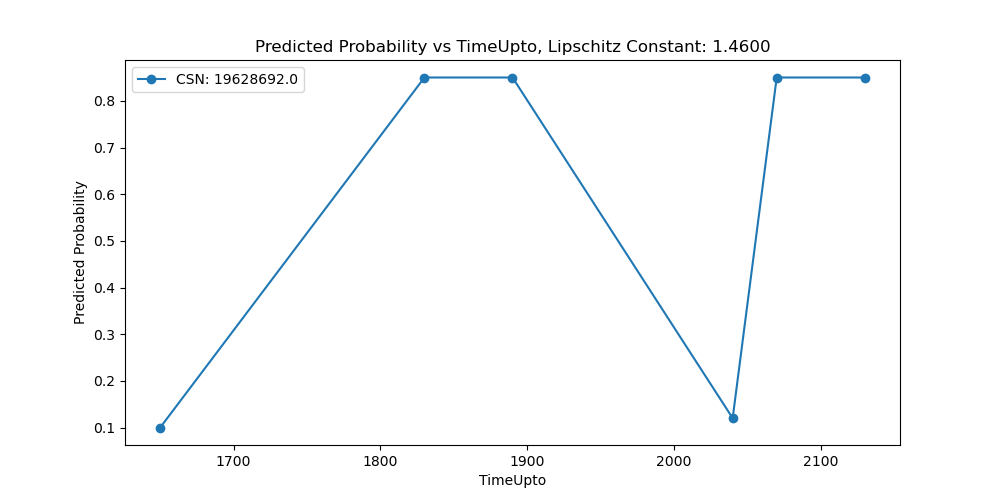 Predicted Probability vs TimeUpto, Lipschitz Constant: 1.4600
CSN: 19628692.0
Predicted Probability
0.8
0.7
0.6
0.5
0.4
0.3
0.2
0.1
1700 1800 1900 2000 2100
TimeUpto